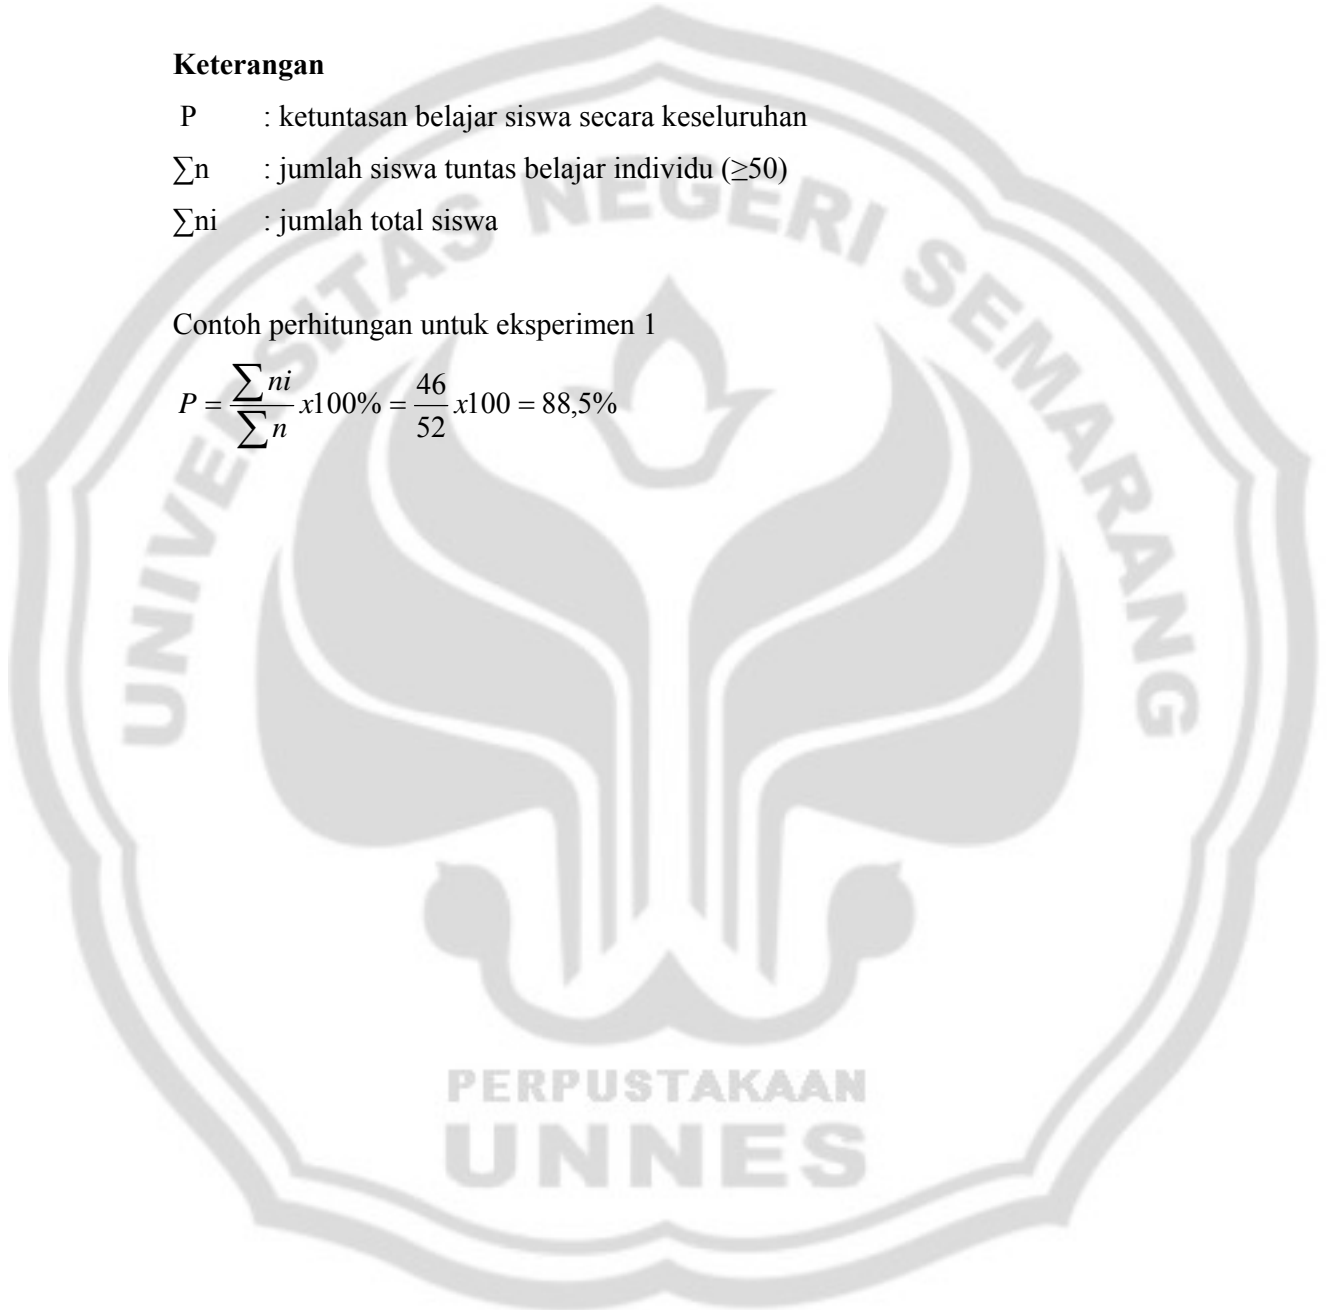 Keterangan
P : ketuntasan belajar siswa secara keseluruhan
∑n : jumlah siswa tuntas belajar individu (≥50)
∑ni : jumlah total siswa
Contoh perhitungan untuk eksperimen 1
P = ∑ni / ∑n x100% = 46 / 52 x100 = 88,5%
UNIVERSITAS NEGERI SEMARANG
PERPUSTAKAAN
UNNES